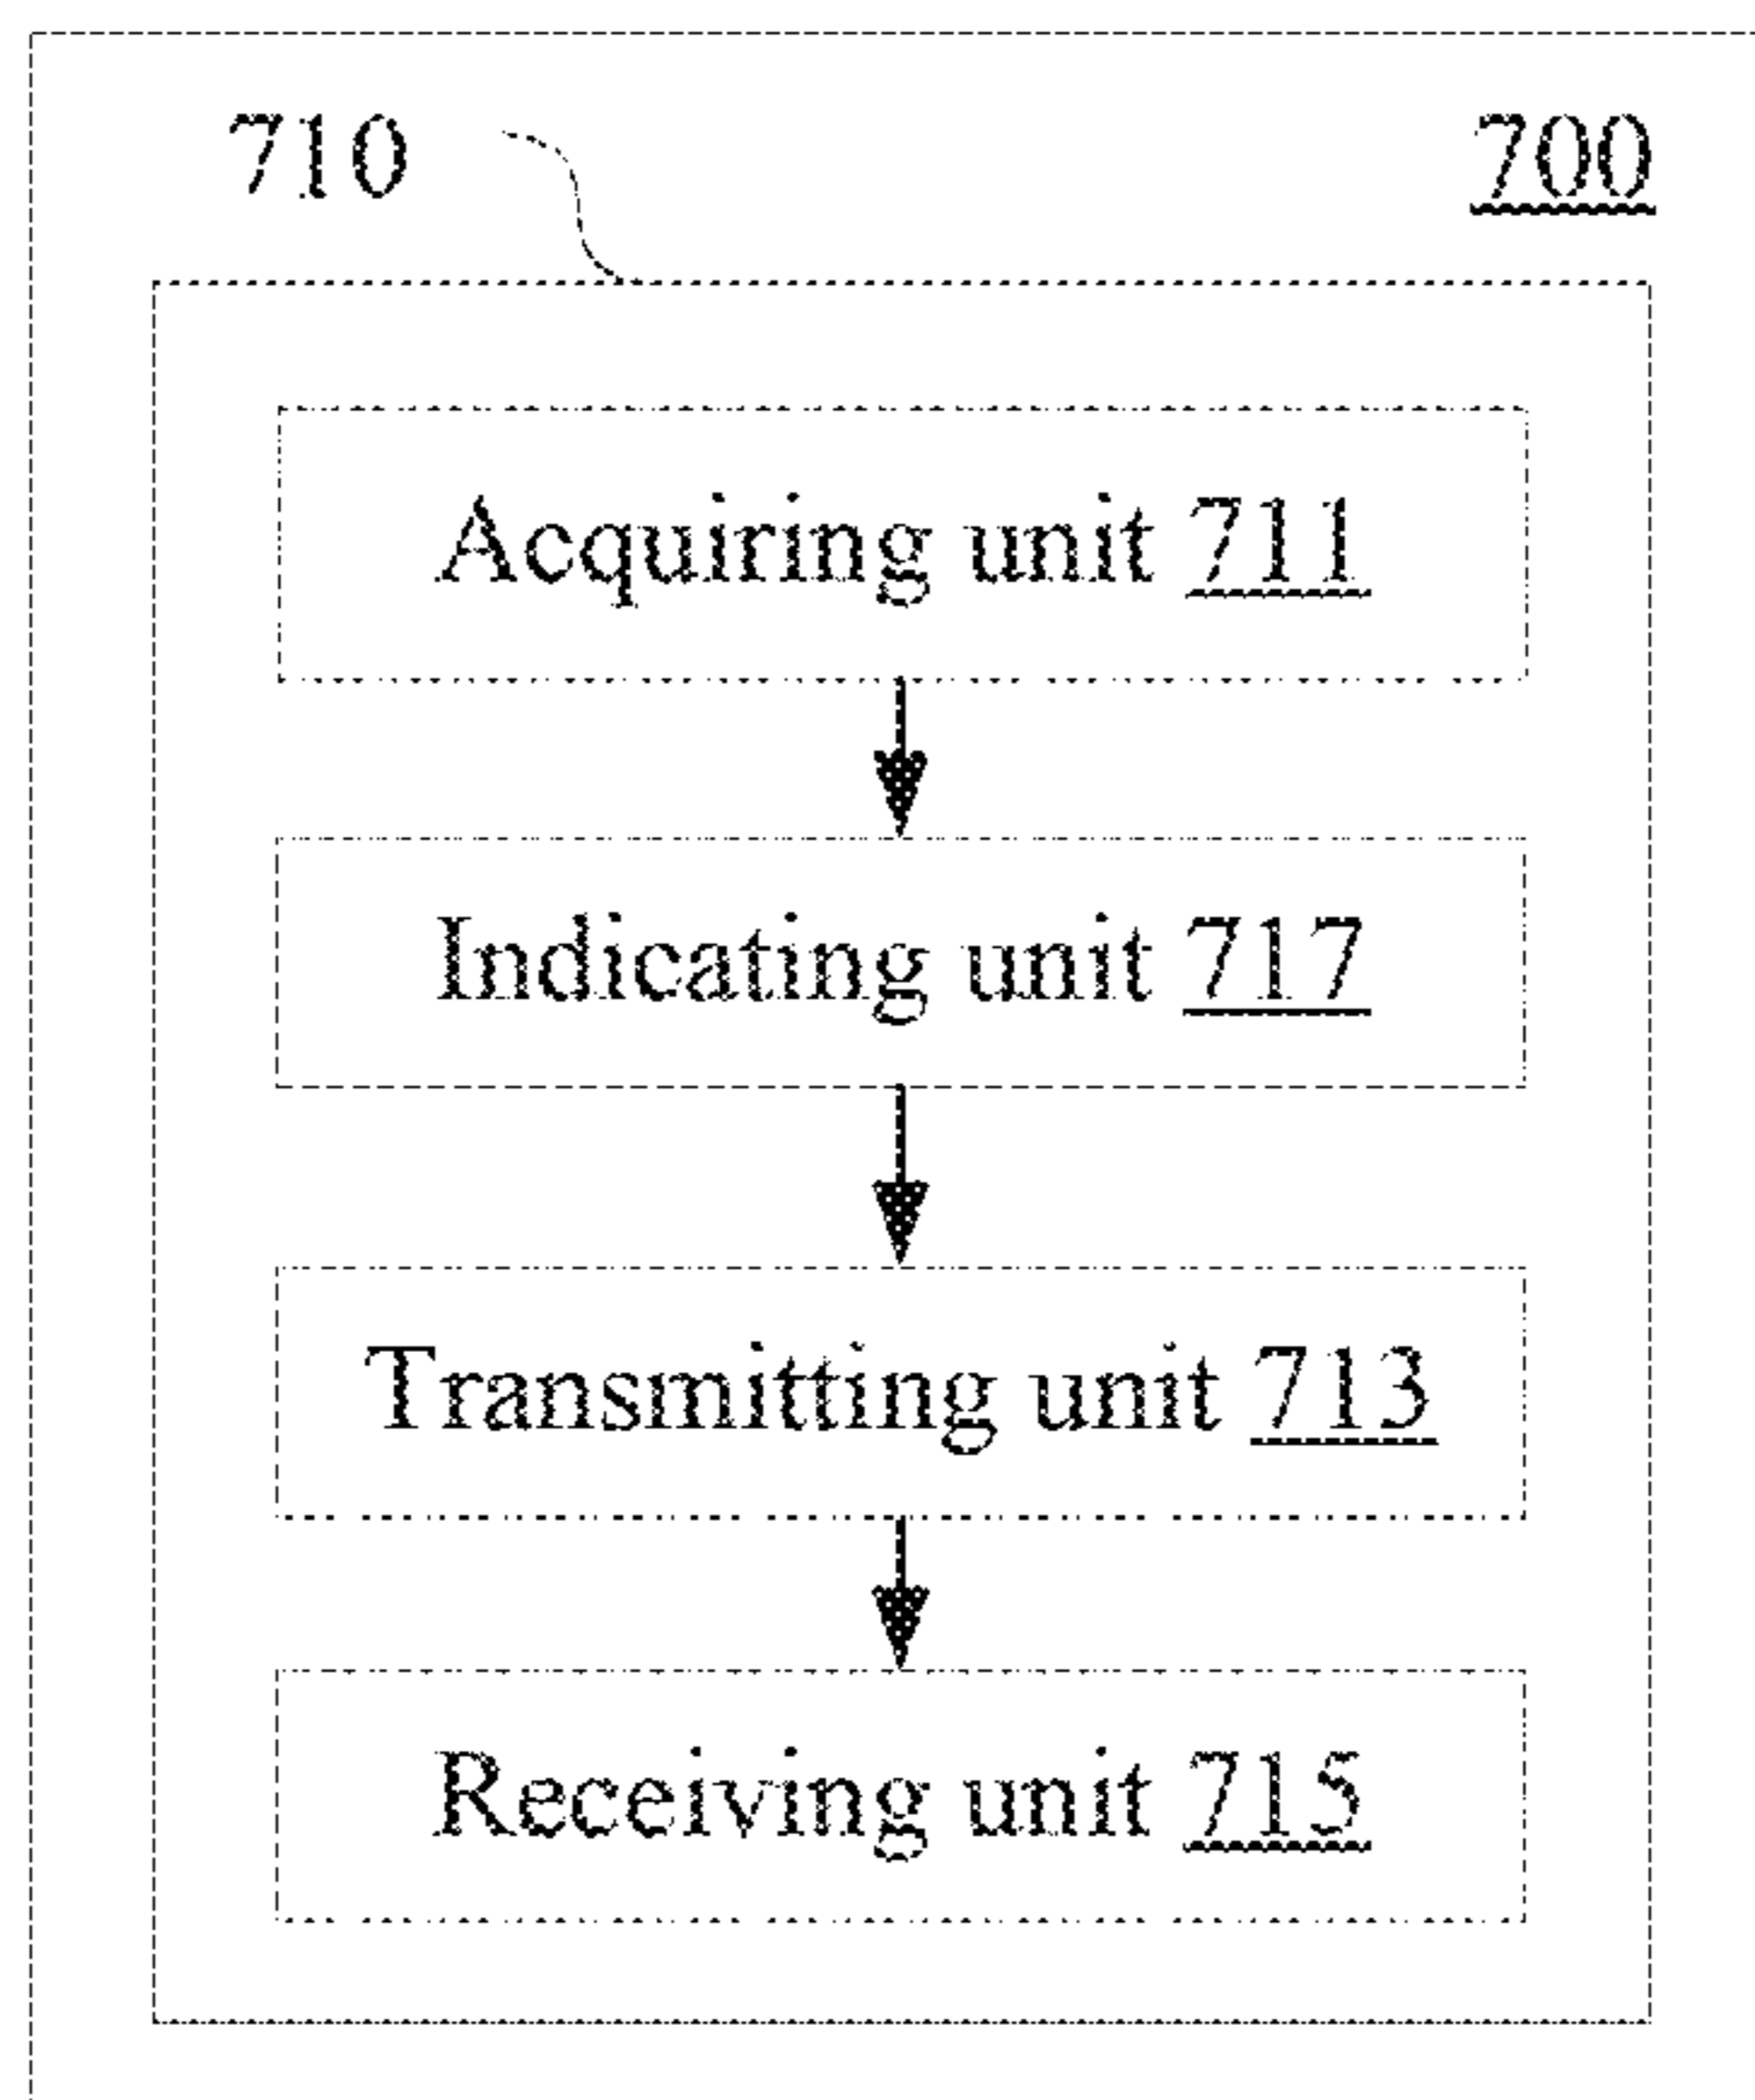 710 700
Acquiring unit 711
Indicating unit 717
Transmitting unit 713
Receiving unit 715